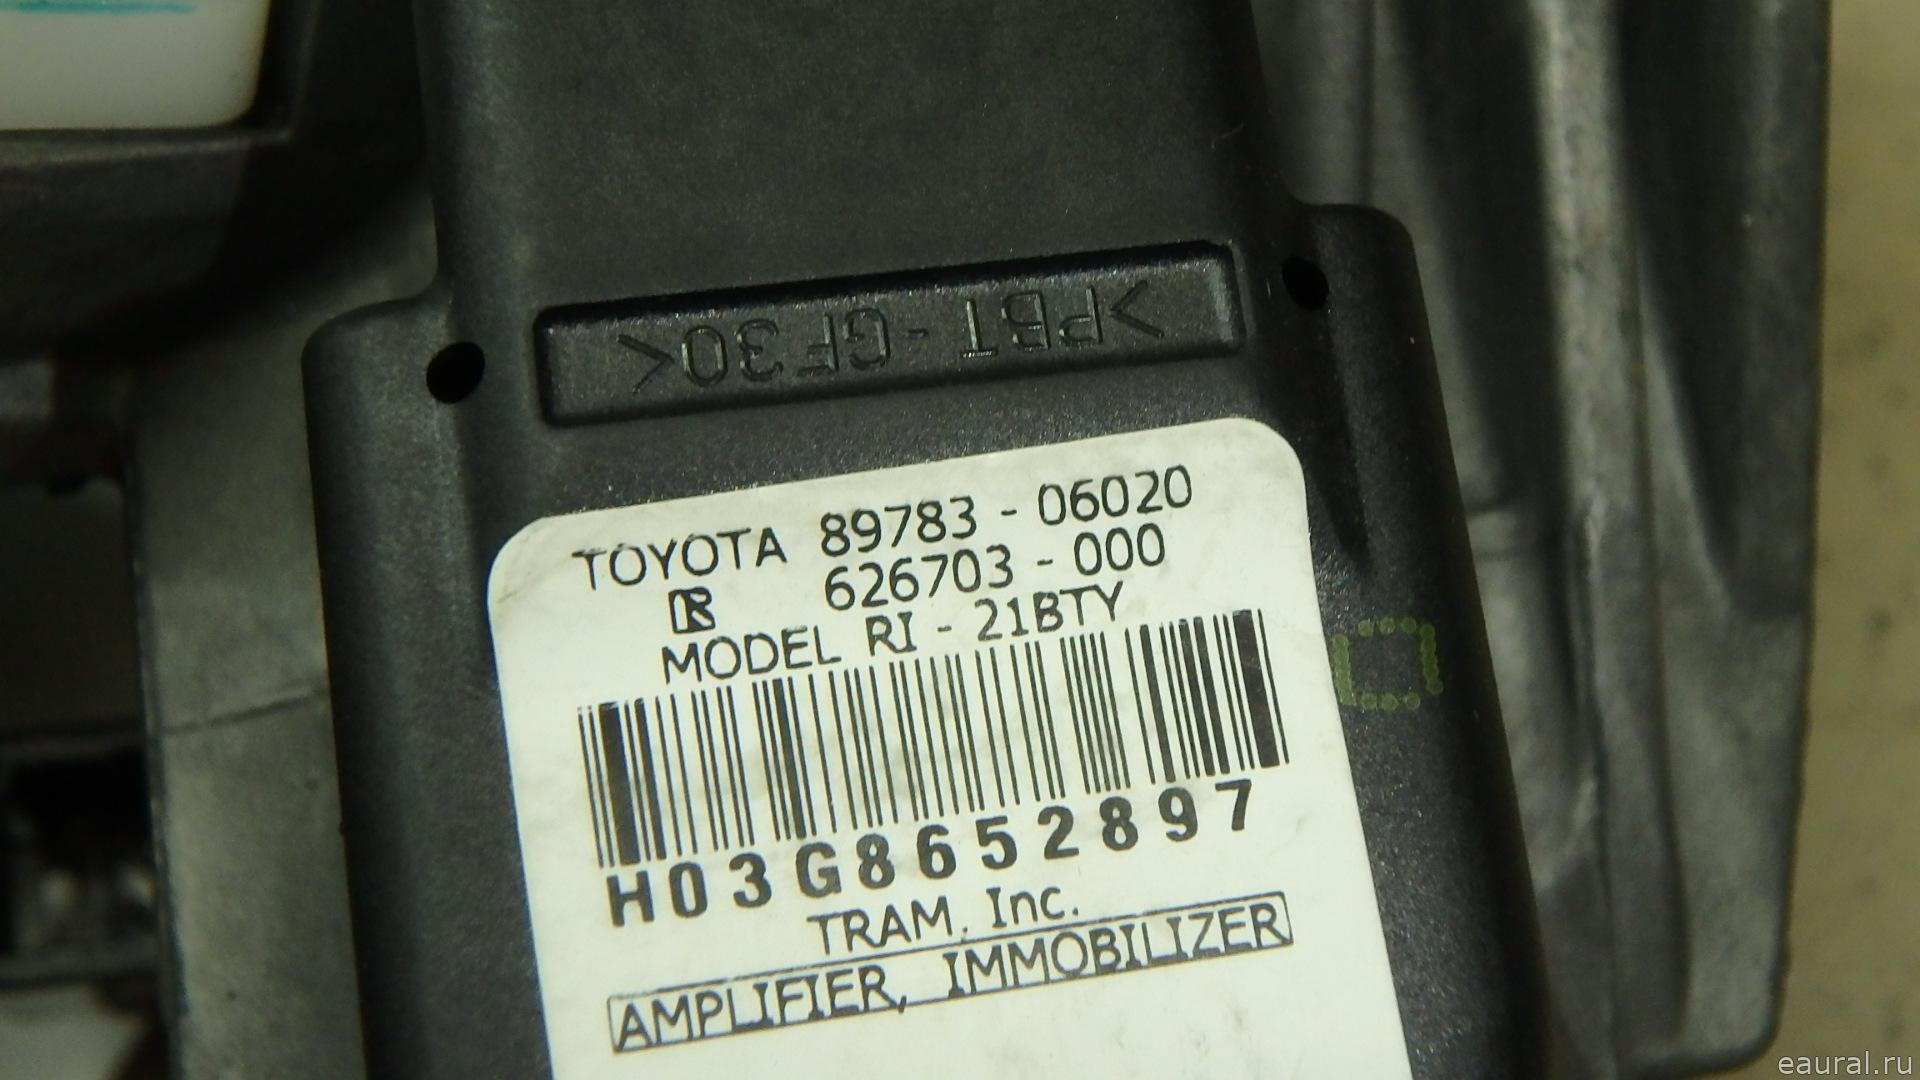 >PBT-GF30<
TOYOTA 89783-06020
R 626703-000
MODEL RI-21BTY
H03G8652897
TRAM, Inc.
AMPLIFIER, IMMOBILIZER
eaural.ru